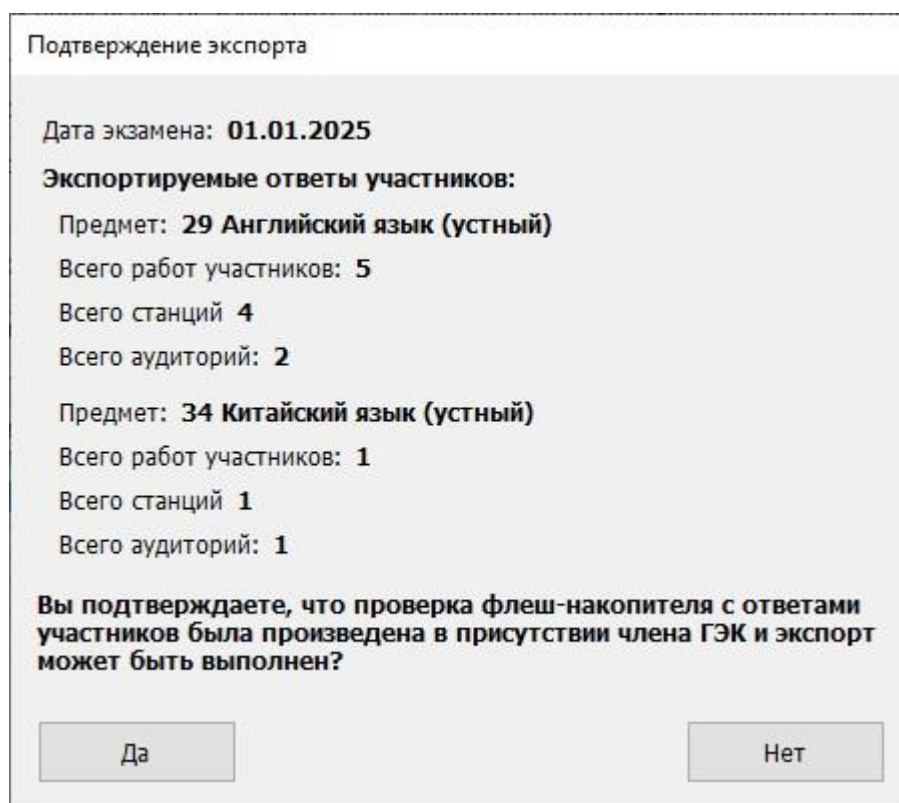 Подтверждение экспорта
Дата экзамена: 01.01.2025
Экспортируемые ответы участников:
Предмет: 29 Английский язык (устный)
Всего работ участников: 5
Всего станций 4
Всего аудиторий: 2
Предмет: 34 Китайский язык (устный)
Всего работ участников: 1
Всего станций 1
Всего аудиторий: 1
Вы подтверждаете, что проверка флеш-накопителя с ответами
участников была произведена в присутствии члена ГЭК и экспорт
может быть выполнен?
Да Нет